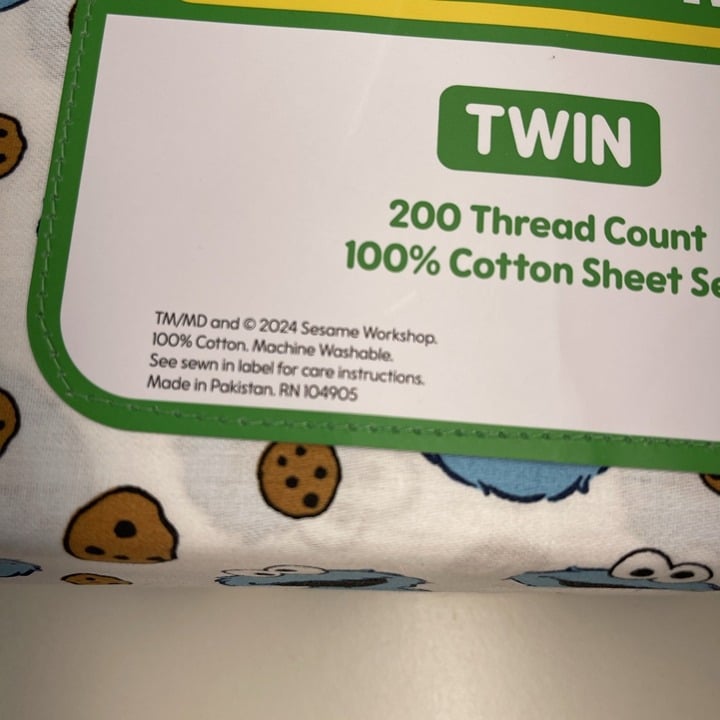 TWIN
200 Thread Count
100% Cotton Sheet
TM/MD and © 2024 Sesame Workshop.
100% Cotton. Machine Washable.
See sewn in label for care instructions.
Made in Pakistan. RN 104905